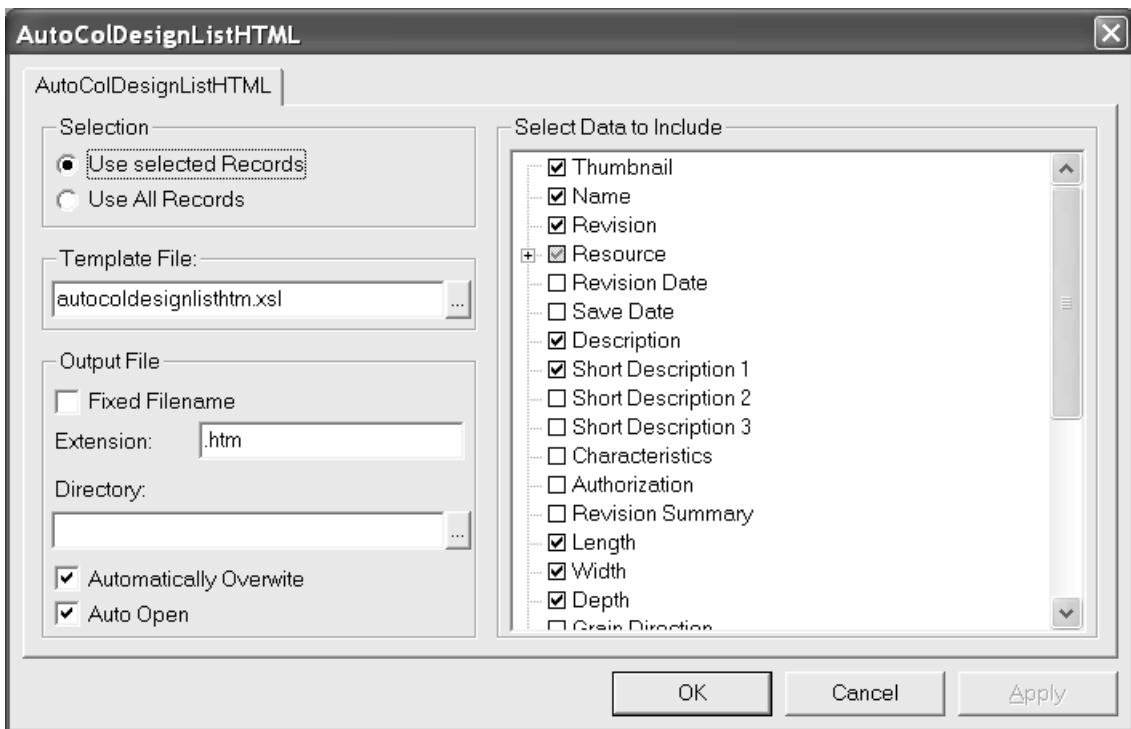 AutoColDesignListHTML
AutoColDesignListHTML
Selection
Use selected Records
Use All Records
Template File:
autocoldesignlisthtm.xsl
...
Output File
Fixed Filename
Extension:
.htm
Directory:
...
Automatically Overwite
Auto Open
Select Data to Include
Thumbnail
Name
Revision
Resource
Revision Date
Save Date
Description
Short Description 1
Short Description 2
Short Description 3
Characteristics
Authorization
Revision Summary
Length
Width
Depth
Grain Direction
OK
Cancel
Apply